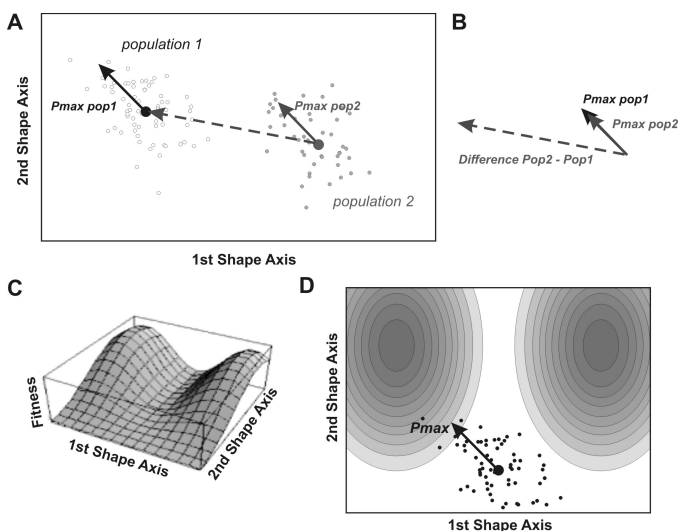 A
population 1
Pmax pop1
Pmax pop2
population 2
2nd Shape Axis
1st Shape Axis
B
Pmax pop1
Pmax pop2
Difference Pop2 - Pop1
C
Fitness
1st Shape Axis
2nd Shape Axis
D
2nd Shape Axis
Pmax
1st Shape Axis